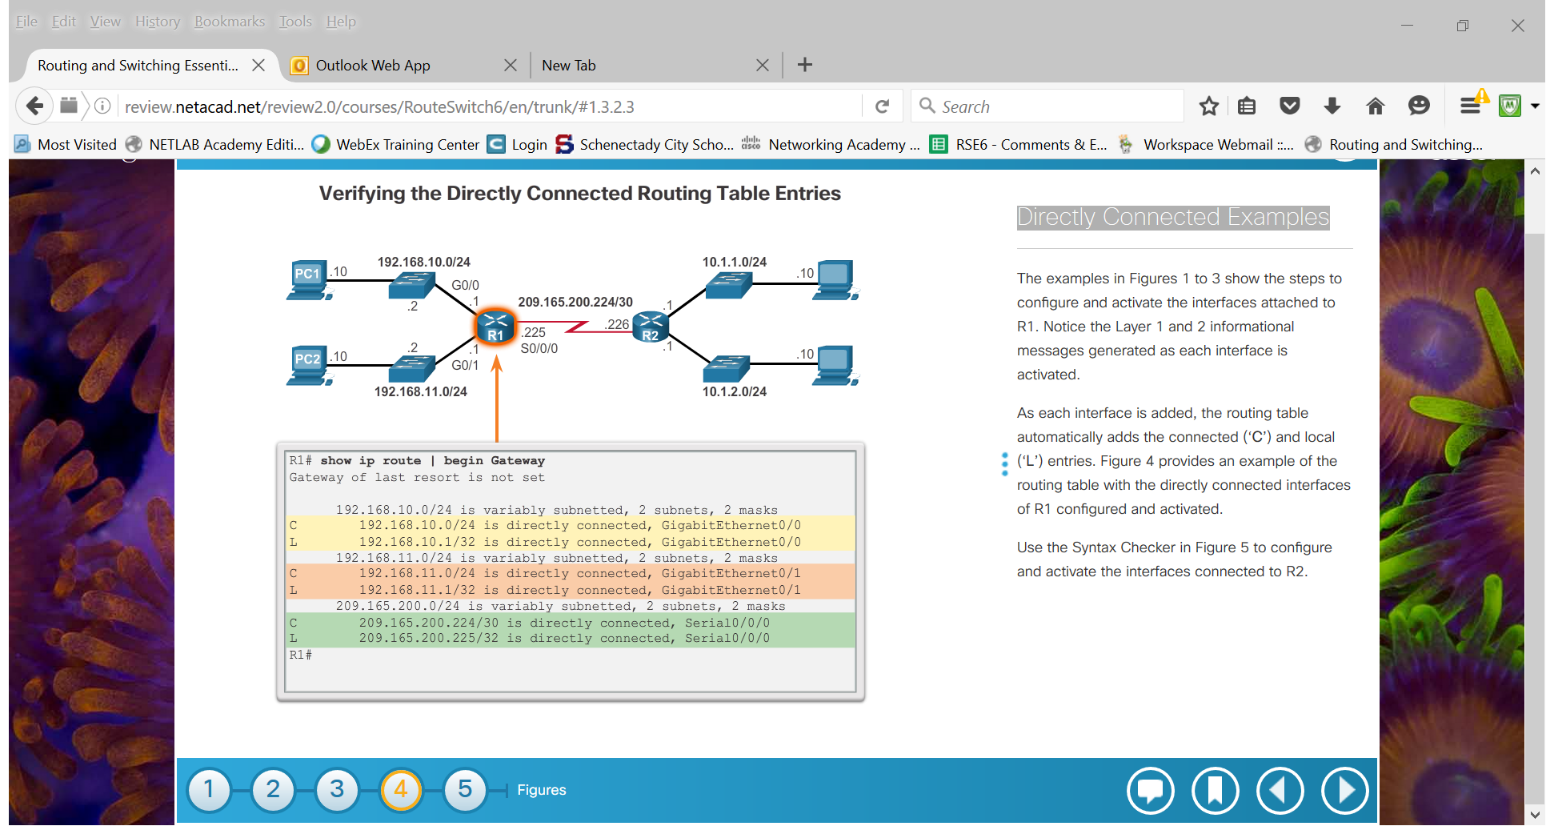 File Edit View History Bookmarks Tools Help
Routing and Switching Essenti... Outlook Web App New Tab
review.netacad.net/review2.0/courses/RouteSwitch6/en/trunk/#1.3.2.3 Search
Most Visited NETLAB Academy Editi... WebEx Training Center Login Schenectady City Scho... Networking Academy ... RSE6 - Comments & E... Workspace Webmail ::... Routing and Switching...
Verifying the Directly Connected Routing Table Entries
192.168.10.0/24
PC1 .10
G0/0
.1
.2
209.165.200.224/30
R1
.225
S0/0/0
.226
R2
.1
.1
10.1.1.0/24
.10
PC2 .10
.2
.1
G0/1
192.168.11.0/24
.10
10.1.2.0/24
R1# show ip route | begin Gateway
Gateway of last resort is not set
192.168.10.0/24 is variably subnetted, 2 subnets, 2 masks
C 192.168.10.0/24 is directly connected, GigabitEthernet0/0
L 192.168.10.1/32 is directly connected, GigabitEthernet0/0
192.168.11.0/24 is variably subnetted, 2 subnets, 2 masks
C 192.168.11.0/24 is directly connected, GigabitEthernet0/1
L 192.168.11.1/32 is directly connected, GigabitEthernet0/1
209.165.200.0/24 is variably subnetted, 2 subnets, 2 masks
C 209.165.200.224/30 is directly connected, Serial0/0/0
L 209.165.200.225/32 is directly connected, Serial0/0/0
R1#
Directly Connected Examples
The examples in Figures 1 to 3 show the steps to
configure and activate the interfaces attached to
R1. Notice the Layer 1 and 2 informational
messages generated as each interface is
activated.
As each interface is added, the routing table
automatically adds the connected (‘C’) and local
(‘L’) entries. Figure 4 provides an example of the
routing table with the directly connected interfaces
of R1 configured and activated.
Use the Syntax Checker in Figure 5 to configure
and activate the interfaces connected to R2.
1 2 3 4 5 Figures